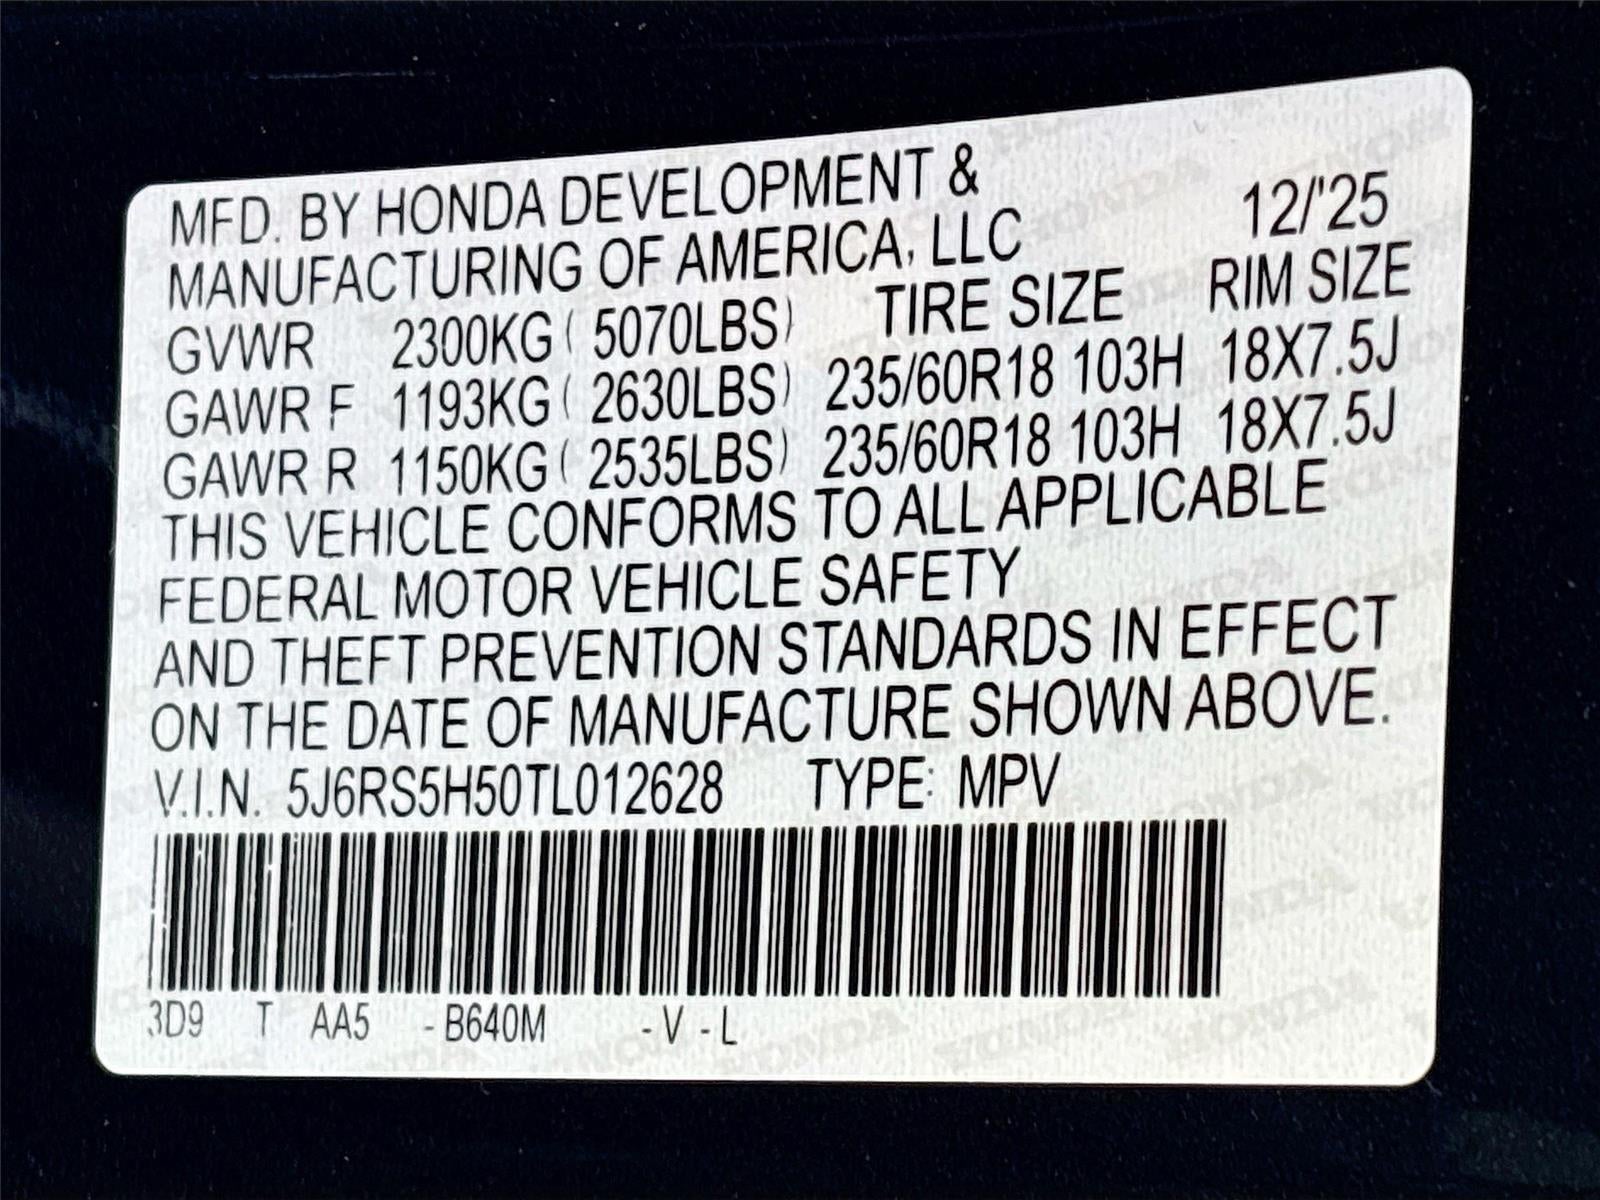 MFD. BY HONDA DEVELOPMENT &
MANUFACTURING OF AMERICA, LLC 12/'25
GVWR 2300KG ( 5070LBS) TIRE SIZE RIM SIZE
GAWR F 1193KG ( 2630LBS) 235/60R18 103H 18X7.5J
GAWR R 1150KG ( 2535LBS) 235/60R18 103H 18X7.5J
THIS VEHICLE CONFORMS TO ALL APPLICABLE
FEDERAL MOTOR VEHICLE SAFETY
AND THEFT PREVENTION STANDARDS IN EFFECT
ON THE DATE OF MANUFACTURE SHOWN ABOVE.
V.I.N. 5J6RS5H50TL012628 TYPE: MPV
3D9 T AA5 - B640M - V - L